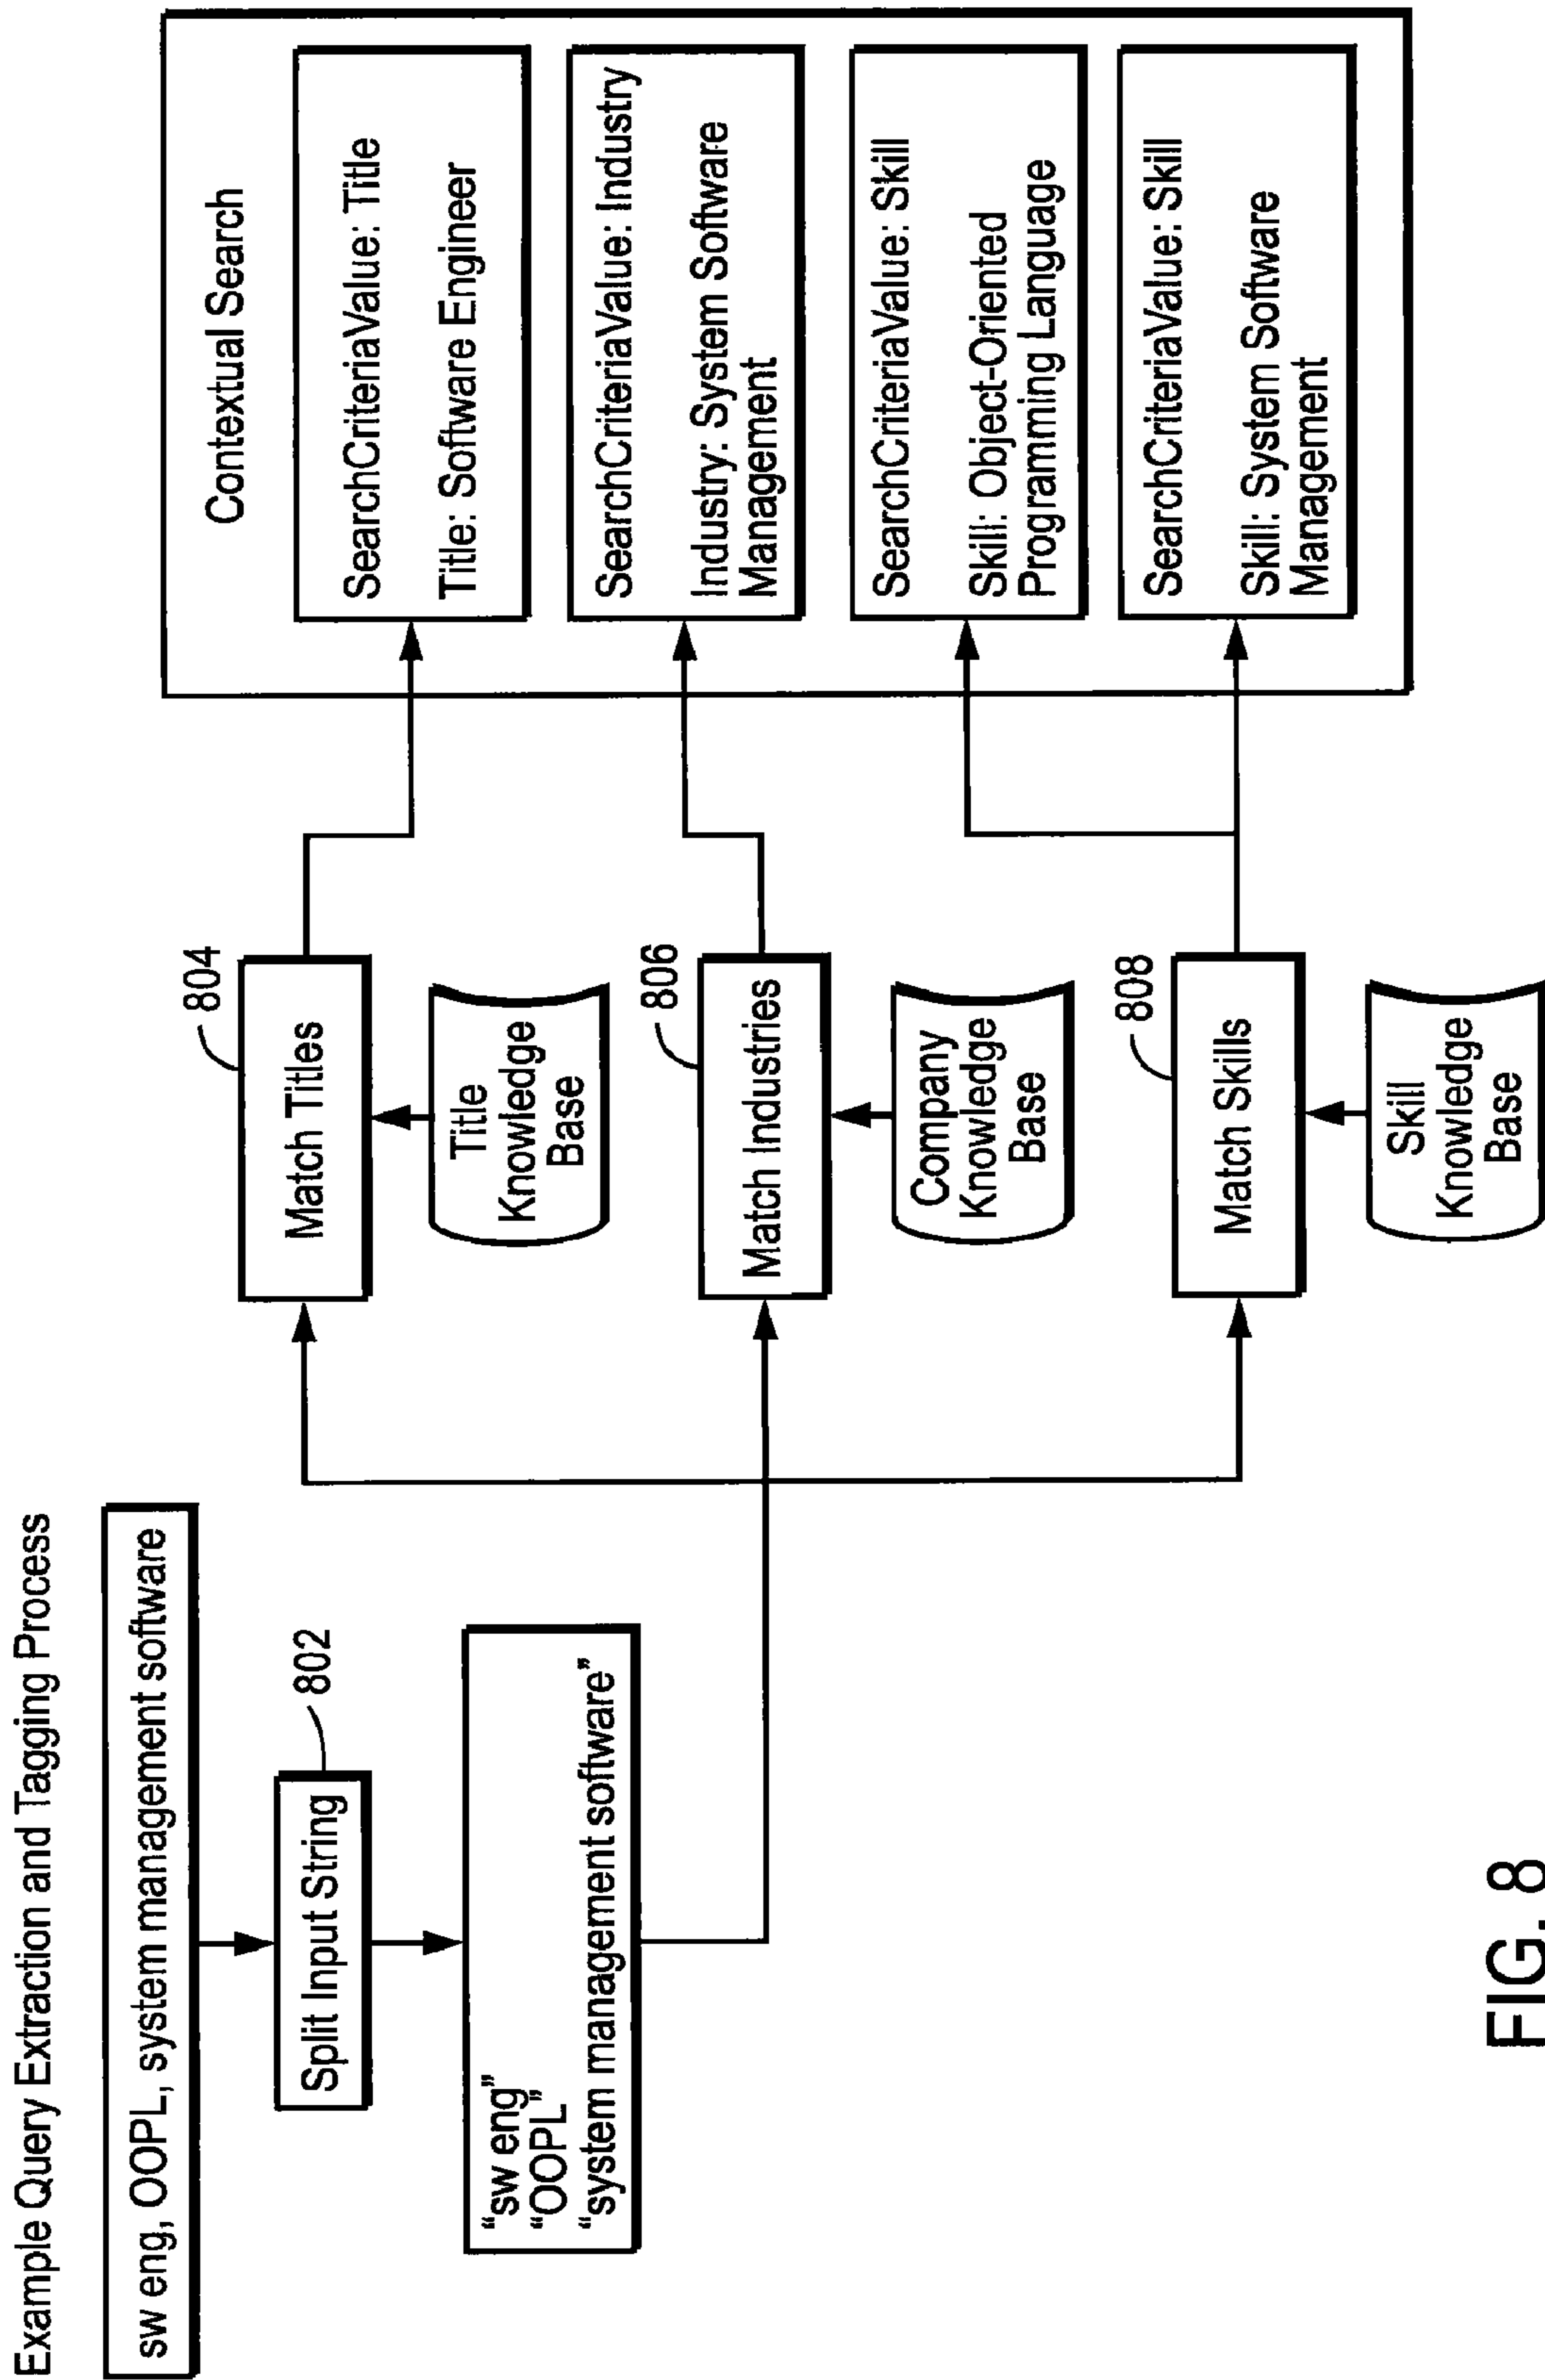 Example Query Extraction and Tagging Process
sw eng, OOPL, system management software
Split Input String
802
“sw eng”
“OOPL”
“system management software”
804
Match Titles
Title
Knowledge
Base
806
Match Industries
Company
Knowledge
Base
808
Match Skills
Skill
Knowledge
Base
Contextual Search
SearchCriteriaValue: Title
Title: Software Engineer
SearchCriteriaValue: Industry
Industry: System Software
Management
SearchCriteriaValue: Skill
Skill: Object-Oriented
Programming Language
SearchCriteriaValue: Skill
Skill: System Software
Management
FIG. 8